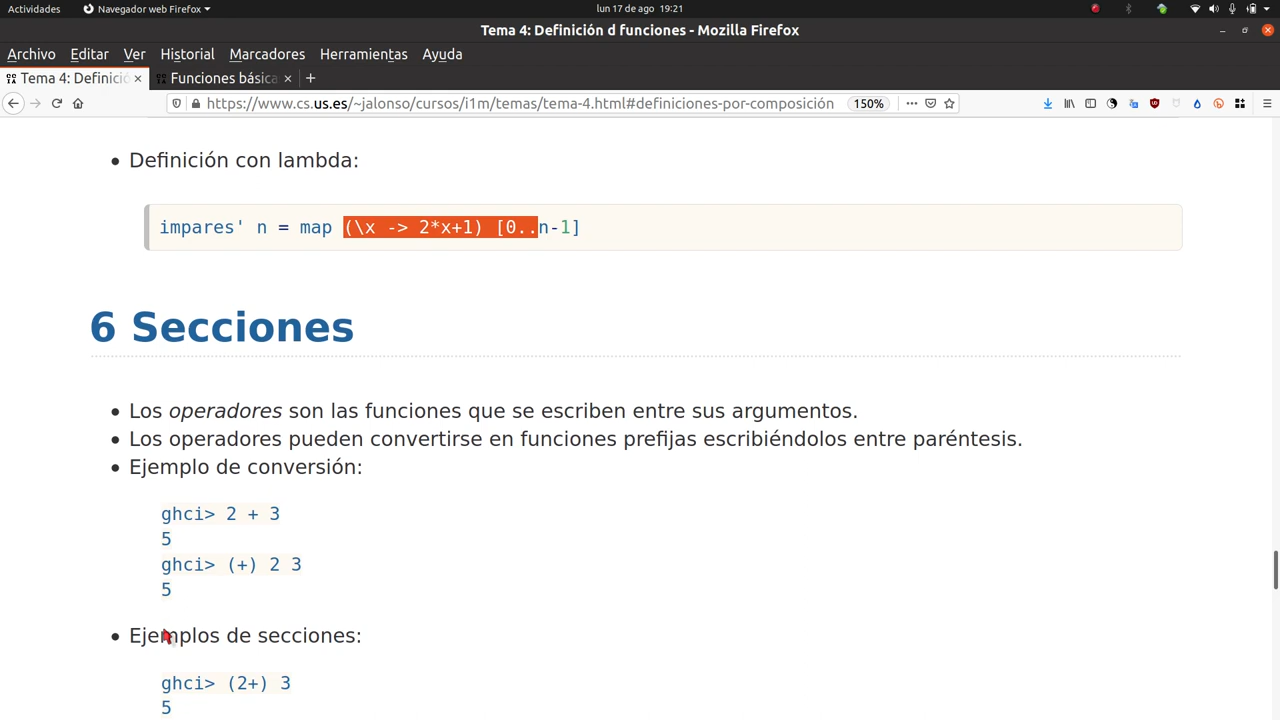 Actividades
Navegador web Firefox
lun 17 de ago 19:21
Tema 4: Definición d funciones - Mozilla Firefox
Archivo Editar Ver Historial Marcadores Herramientas Ayuda
Tema 4: Definició
Funciones básica
https://www.cs.us.es/~jalonso/cursos/i1m/temas/tema-4.html#definiciones-por-composición
150%
• Definición con lambda:
impares' n = map (\x -> 2*x+1) [0..n-1]
6 Secciones
• Los operadores son las funciones que se escriben entre sus argumentos.
• Los operadores pueden convertirse en funciones prefijas escribiéndolos entre paréntesis.
• Ejemplo de conversión:
ghci> 2 + 3
5
ghci> (+) 2 3
5
• Ejemplos de secciones:
ghci> (2+) 3
5